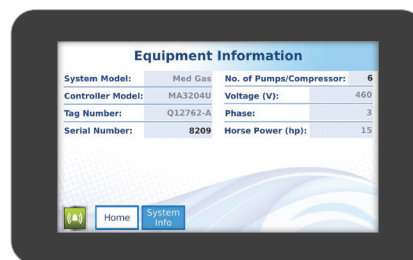 Equipment Information
System Model: Med Gas No. of Pumps/Compressor: 6
Controller Model: MA3204U Voltage (V): 460
Tag Number: Q12762-A Phase: 3
Serial Number: 8209 Horse Power (hp): 15
Home System
Info